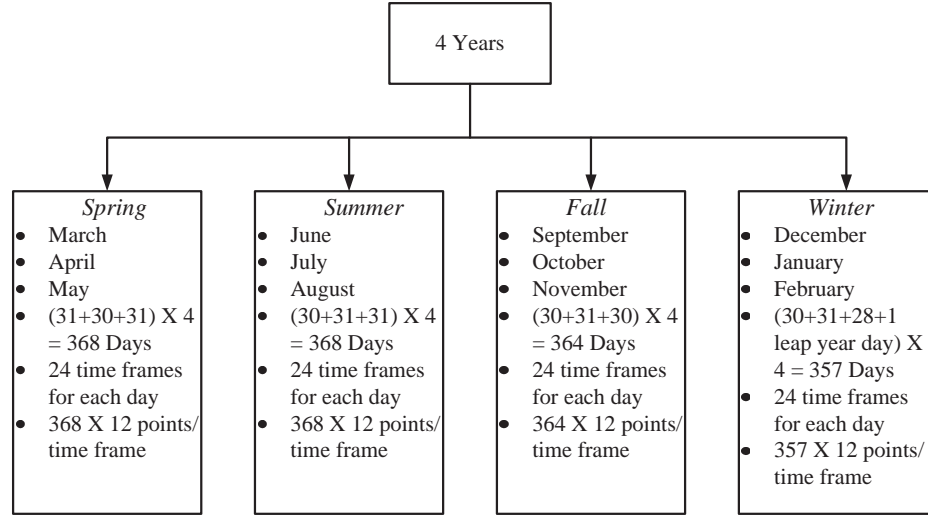 4 Years
Spring
• March
• April
• May
• (31+30+31) X 4
= 368 Days
• 24 time frames
for each day
• 368 X 12 points/
time frame
Summer
• June
• July
• August
• (30+31+31) X 4
= 368 Days
• 24 time frames
for each day
• 368 X 12 points/
time frame
Fall
• September
• October
• November
• (30+31+30) X 4
= 364 Days
• 24 time frames
for each day
• 364 X 12 points/
time frame
Winter
• December
• January
• February
• (30+31+28+1
leap year day) X
4 = 357 Days
• 24 time frames
for each day
• 357 X 12 points/
time frame